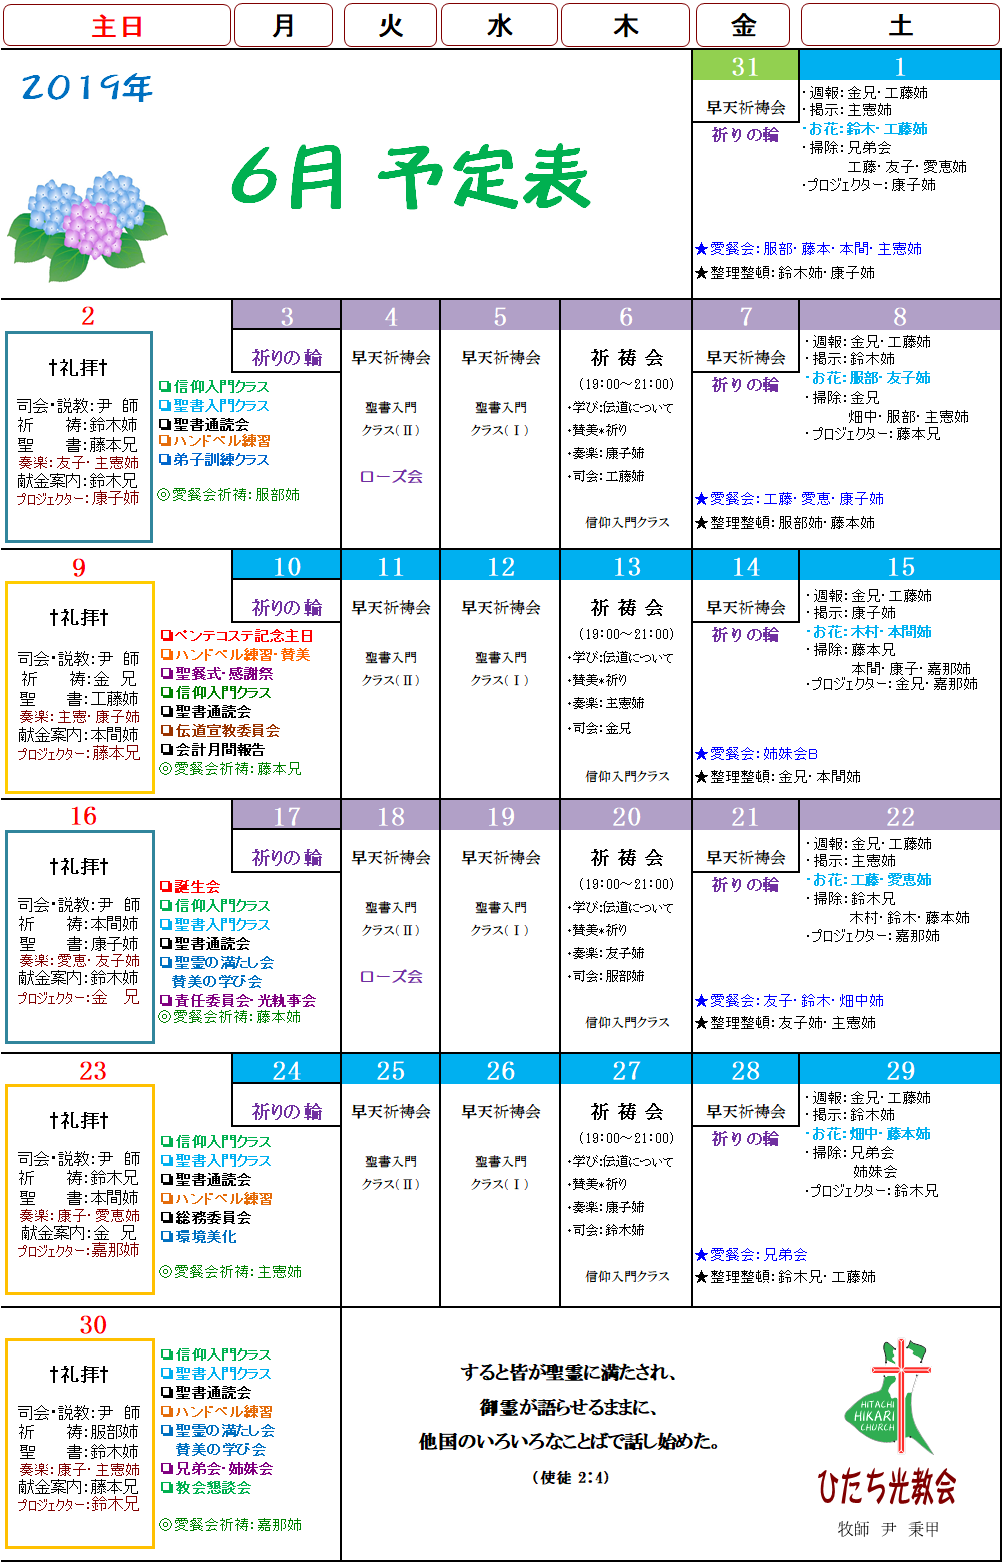 主日 月 火 水 木 金 土
2019年
6月 予定表
31
早天祈祷会
祈りの輪
1
・週報：金兄・工藤姉
・掲示：主憲姉
・お花：鈴木・工藤姉
・掃除：兄弟会
工藤・友子・愛恵姉
・プロジェクター：康子姉
★愛餐会：服部・藤本・本間・主憲姉
★整理整頓：鈴木姉・康子姉
2
†礼拝†
司会・説教：尹 師
祈 祷：鈴木姉
聖 書：藤本兄
奏楽：友子・主憲姉
献金案内：鈴木兄
プロジェクター：康子姉
❏信仰入門クラス
❏聖書入門クラス
❏聖書通読会
❏ハンドベル練習
❏弟子訓練クラス
◎愛餐会祈祷：服部姉
3
祈りの輪
4
早天祈祷会
聖書入門
クラス(Ⅱ)
ローズ会
5
早天祈祷会
聖書入門
クラス(Ⅰ)
6
祈 祷 会
(19:00～21:00)
・学び：伝道について
・賛美*祈り
・奏楽：康子姉
・司会：工藤姉
信仰入門クラス
7
早天祈祷会
祈りの輪
8
・週報：金兄・工藤姉
・掲示：鈴木姉
・お花：服部・友子姉
・掃除：金兄
畑中・服部・主憲姉
・プロジェクター：藤本兄
★愛餐会：工藤・愛恵・康子姉
★整理整頓：服部姉・藤本姉
9
†礼拝†
司会・説教：尹 師
祈 祷：金 兄
聖 書：工藤姉
奏楽：主憲・康子姉
献金案内：本間姉
プロジェクター：藤本兄
❏ペンテコステ記念主日
❏ハンドベル練習・賛美
❏聖餐式・感謝祭
❏信仰入門クラス
❏聖書通読会
❏伝道宣教委員会
❏会計月間報告
◎愛餐会祈祷：藤本兄
10
祈りの輪
11
早天祈祷会
聖書入門
クラス(Ⅱ)
12
早天祈祷会
聖書入門
クラス(Ⅰ)
13
祈 祷 会
(19:00～21:00)
・学び：伝道について
・賛美*祈り
・奏楽：主憲姉
・司会：金兄
信仰入門クラス
14
早天祈祷会
祈りの輪
15
・週報：金兄・工藤姉
・掲示：康子姉
・お花：木村・本間姉
・掃除：藤本兄
本間・康子・嘉那姉
・プロジェクター：金兄・嘉那姉
★愛餐会：姉妹会B
★整理整頓：金兄・本間姉
16
†礼拝†
司会・説教：尹 師
祈 祷：本間姉
聖 書：康子姉
奏楽：愛恵・友子姉
献金案内：鈴木姉
プロジェクター：金 兄
❏誕生会
❏信仰入門クラス
❏聖書入門クラス
❏聖書通読会
❏聖霊の満たし会
賛美の学び会
❏責任委員会・光執事会
◎愛餐会祈祷：藤本姉
17
祈りの輪
18
早天祈祷会
聖書入門
クラス(Ⅱ)
ローズ会
19
早天祈祷会
聖書入門
クラス(Ⅰ)
20
祈 祷 会
(19:00～21:00)
・学び：伝道について
・賛美*祈り
・奏楽：友子姉
・司会：服部姉
信仰入門クラス
21
早天祈祷会
祈りの輪
22
・週報：金兄・工藤姉
・掲示：主憲姉
・お花：工藤・愛恵姉
・掃除：鈴木兄
木村・鈴木・藤本姉
・プロジェクター：嘉那姉
★愛餐会：友子・鈴木・畑中姉
★整理整頓：友子姉・主憲姉
23
†礼拝†
司会・説教：尹 師
祈 祷：鈴木兄
聖 書：本間姉
奏楽：康子・愛恵姉
献金案内：金 兄
プロジェクター：嘉那姉
❏信仰入門クラス
❏聖書入門クラス
❏聖書通読会
❏ハンドベル練習
❏総務委員会
❏環境美化
◎愛餐会祈祷：主憲姉
24
祈りの輪
25
早天祈祷会
聖書入門
クラス(Ⅱ)
26
早天祈祷会
聖書入門
クラス(Ⅰ)
27
祈 祷 会
(19:00～21:00)
・学び：伝道について
・賛美*祈り
・奏楽：康子姉
・司会：鈴木姉
信仰入門クラス
28
早天祈祷会
祈りの輪
29
・週報：金兄・工藤姉
・掲示：鈴木姉
・お花：畑中・藤本姉
・掃除：兄弟会
姉妹会
・プロジェクター：鈴木兄
★愛餐会：兄弟会
★整理整頓：鈴木兄・工藤姉
30
†礼拝†
司会・説教：尹 師
祈 祷：服部姉
聖 書：鈴木姉
奏楽：康子・主憲姉
献金案内：藤本兄
プロジェクター：鈴木兄
❏信仰入門クラス
❏聖書入門クラス
❏聖書通読会
❏ハンドベル練習
❏聖霊の満たし会
賛美の学び会
❏兄弟会・姉妹会
❏教会懇談会
◎愛餐会祈祷：嘉那姉
すると皆が聖霊に満たされ、
御霊が語らせるままに、
他国のいろいろなことばで話し始めた。
(使徒 2:4)
HITACHI
HIKARI
CHURCH
ひたち光教会
牧師 尹 秉甲